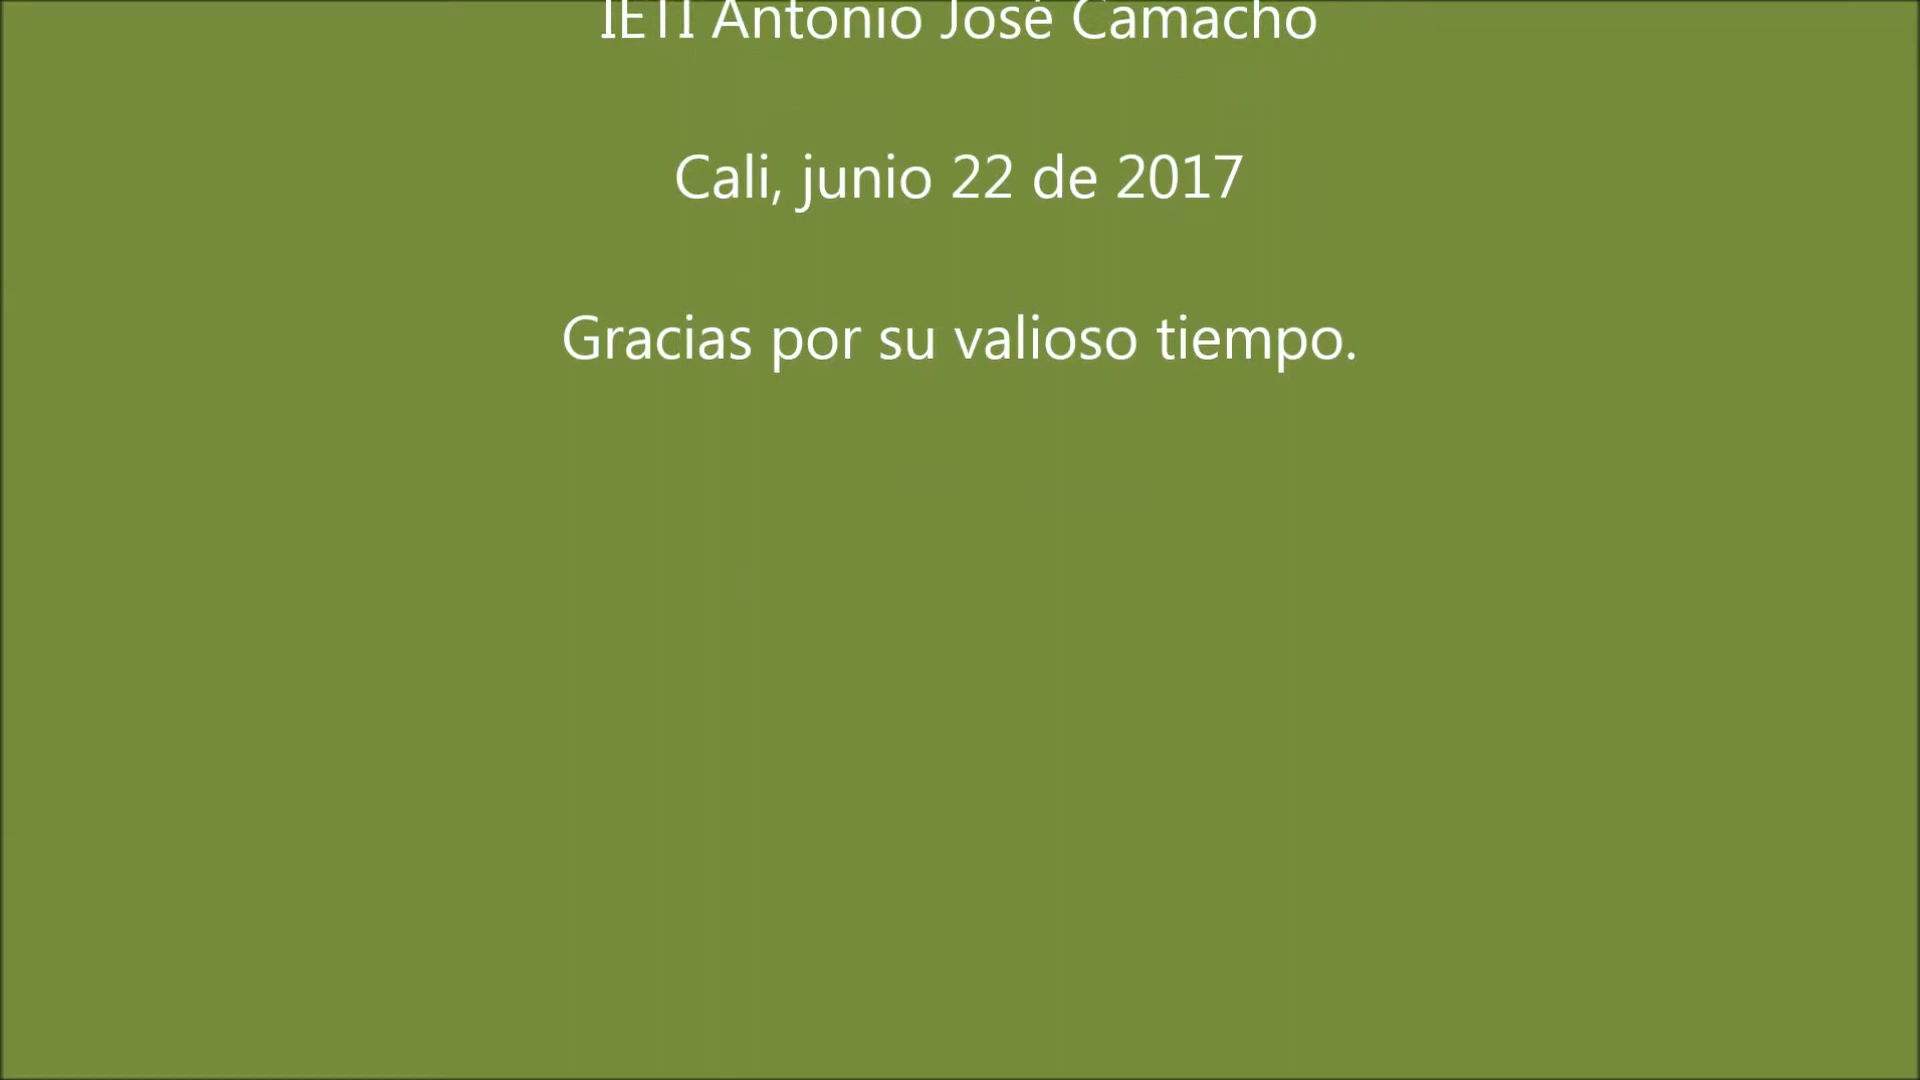 IETI Antonio José Camacho
Cali, junio 22 de 2017
Gracias por su valioso tiempo.